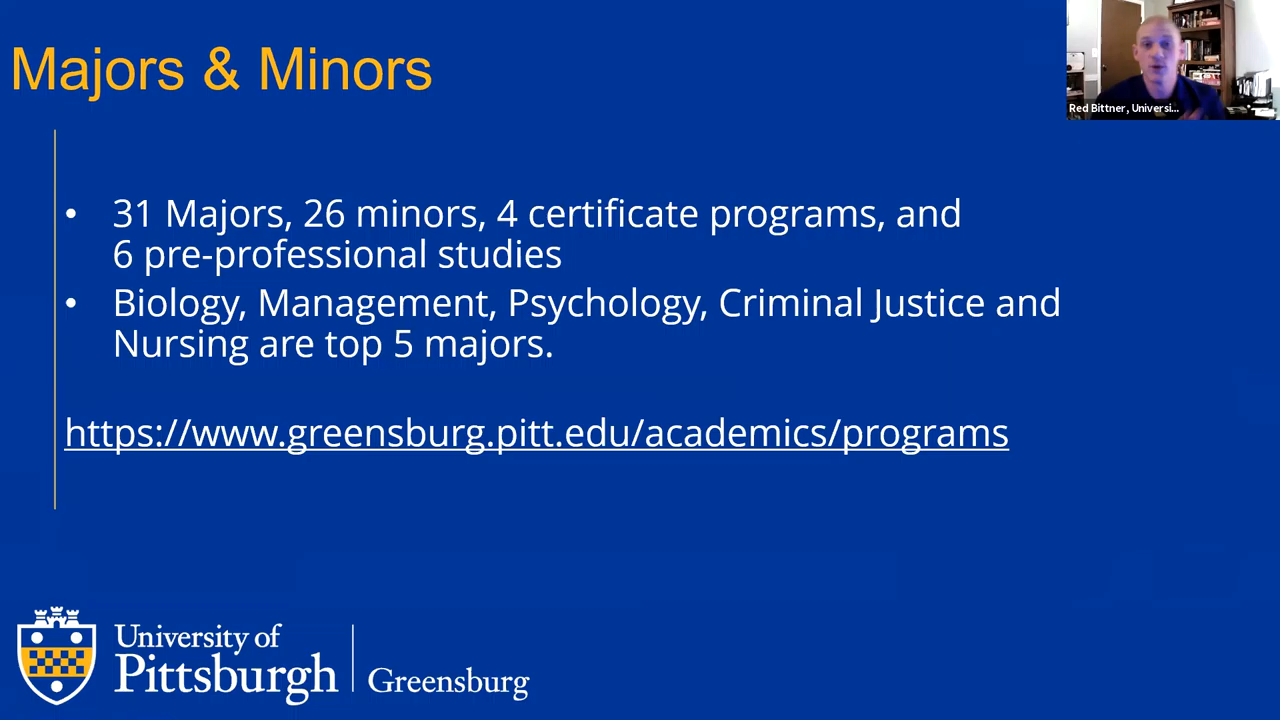 Majors & Minors
Red Bittner, Universi...
• 31 Majors, 26 minors, 4 certificate programs, and
6 pre-professional studies
• Biology, Management, Psychology, Criminal Justice and
Nursing are top 5 majors.
https://www.greensburg.pitt.edu/academics/programs
University of
Pittsburgh
Greensburg